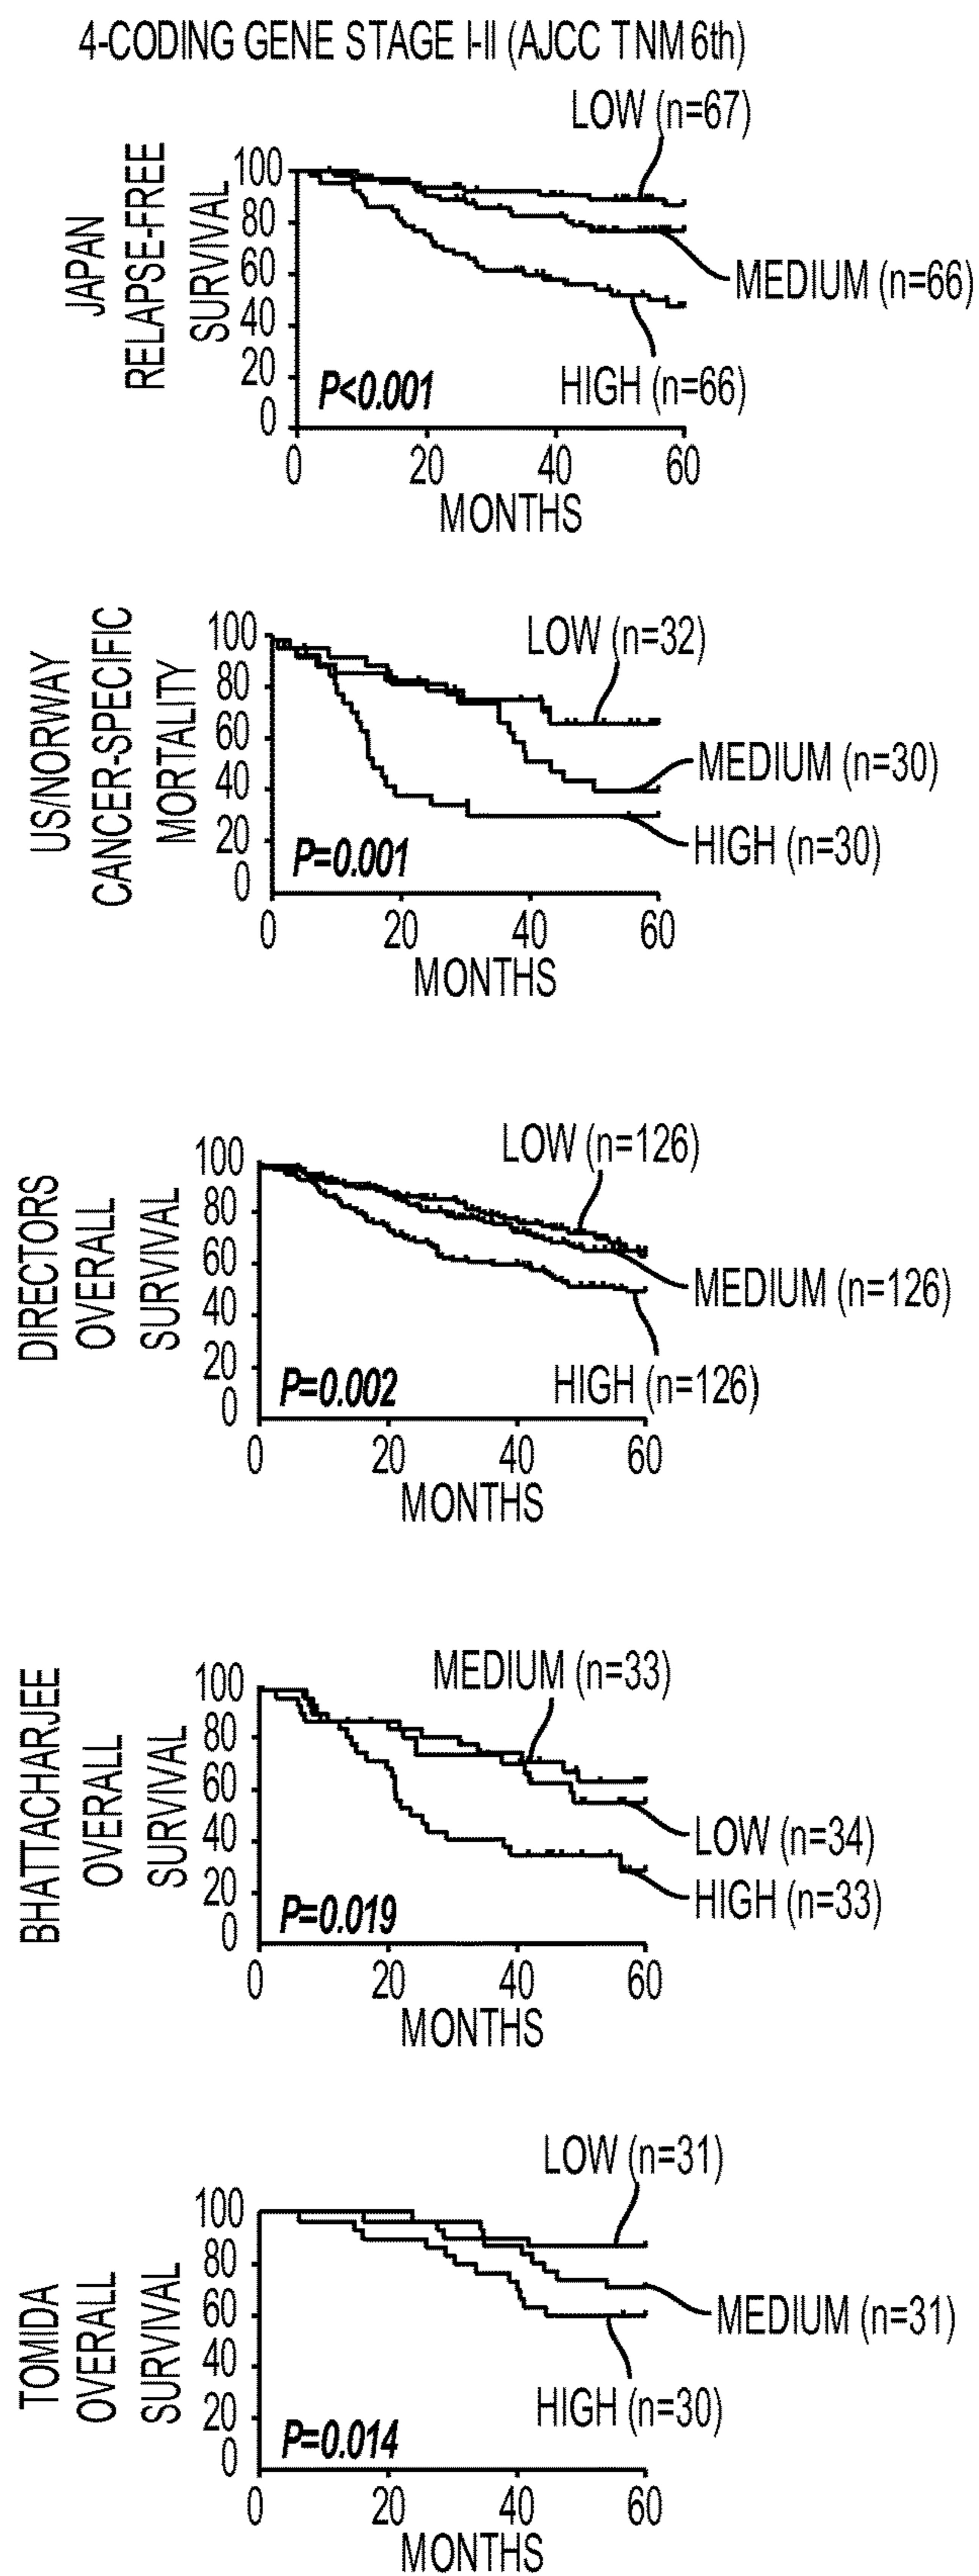 4-CODING GENE STAGE I-II (AJCC TNM 6th)
JAPAN
RELAPSE-FREE
SURVIVAL
100
80
60
40
20
0
LOW (n=67)
MEDIUM (n=66)
HIGH (n=66)
P<0.001
0 20 40 60
MONTHS
US/NORWAY
CANCER-SPECIFIC
MORTALITY
100
80
60
40
20
0
LOW (n=32)
MEDIUM (n=30)
HIGH (n=30)
P=0.001
0 20 40 60
MONTHS
DIRECTORS
OVERALL
SURVIVAL
100
80
60
40
20
0
LOW (n=126)
MEDIUM (n=126)
HIGH (n=126)
P=0.002
0 20 40 60
MONTHS
BHATTACHARJEE
OVERALL
SURVIVAL
100
80
60
40
20
0
MEDIUM (n=33)
LOW (n=34)
HIGH (n=33)
P=0.019
0 20 40 60
MONTHS
TOMIDA
OVERALL
SURVIVAL
100
80
60
40
20
0
LOW (n=31)
MEDIUM (n=31)
HIGH (n=30)
P=0.014
0 20 40 60
MONTHS